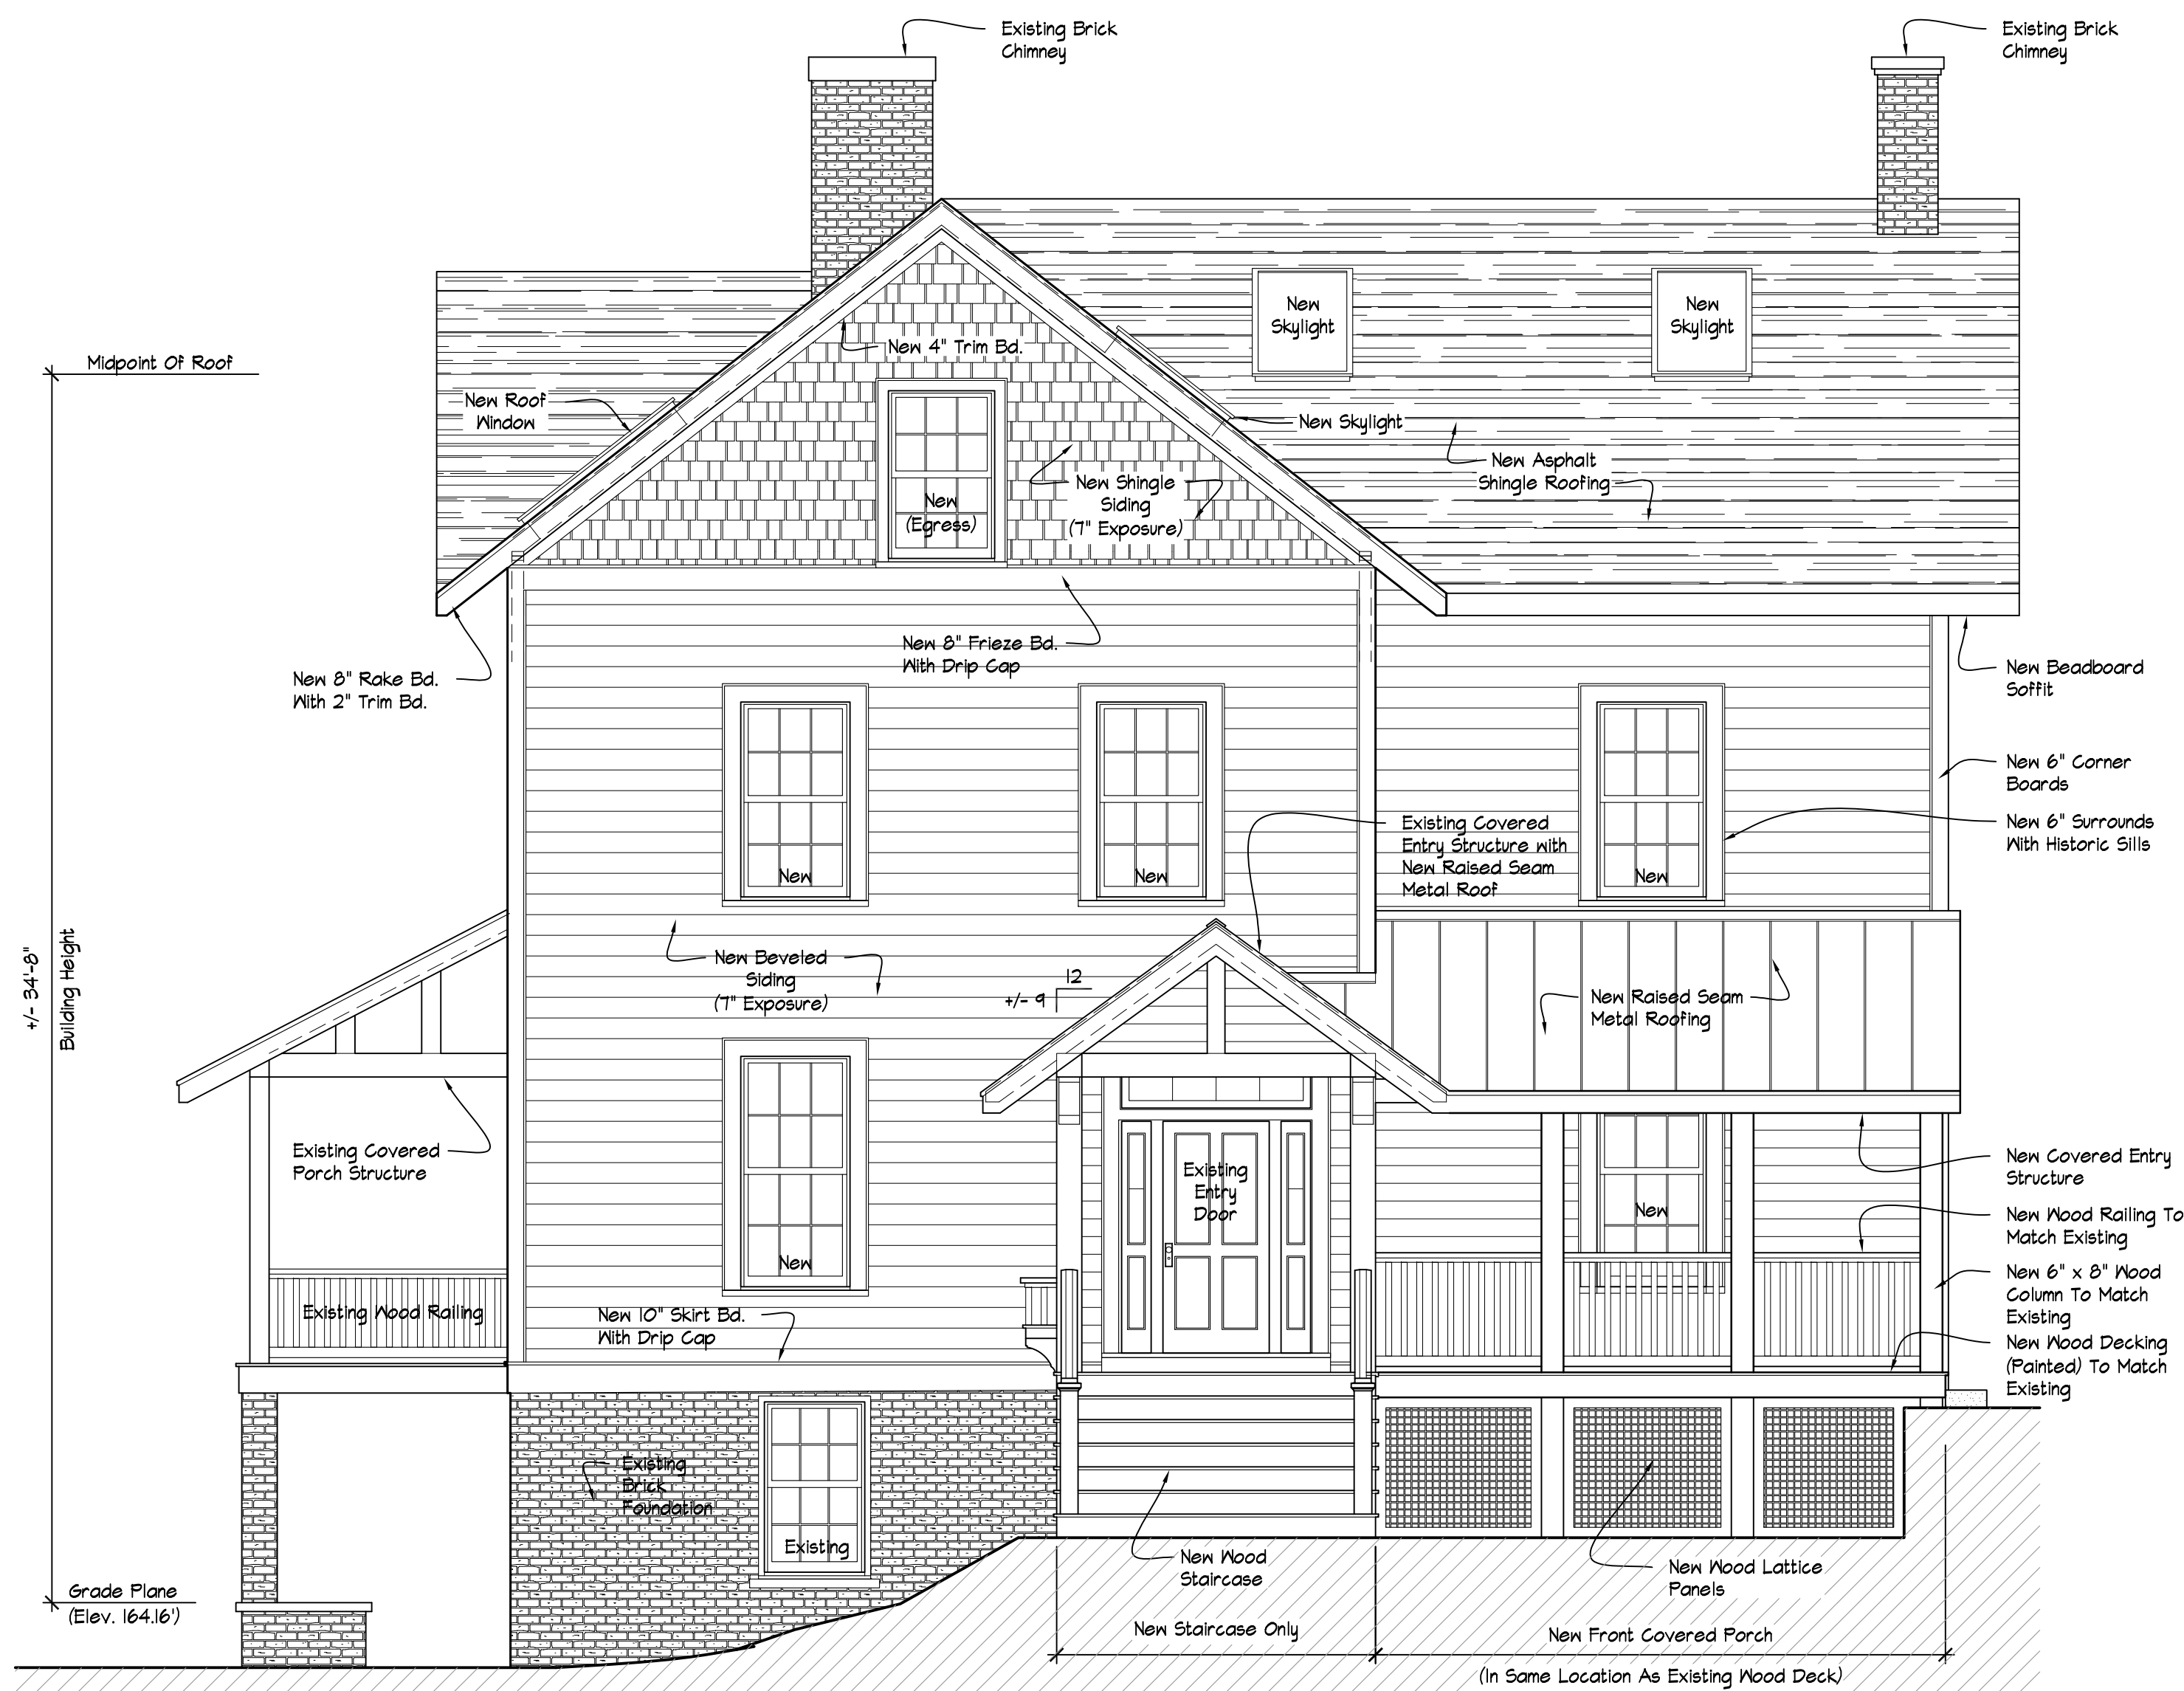 Existing Brick
Chimney
Existing Brick
Chimney
New
Skylight
New
Skylight
New 4" Trim Bd.
Midpoint Of Roof
New Roof
Window
New Skylight
New Asphalt
Shingle Roofing
New Shingle
Siding
(7" Exposure)
New
(Egress)
New 8" Frieze Bd.
With Drip Cap
New 8" Rake Bd.
With 2" Trim Bd.
New Beadboard
Soffit
New 6" Corner
Boards
New 6" Surrounds
With Historic Sills
Existing Covered
Entry Structure with
New Raised Seam
Metal Roof
New
New
New
+/- 34'-8"
Building Height
New Beveled
Siding
(7" Exposure)
12
+/- 9
New Raised Seam
Metal Roofing
Existing Covered
Porch Structure
Existing
Entry
Door
New Covered Entry
Structure
New
New Wood Railing To
Match Existing
New
New 6" x 8" Wood
Column To Match
Existing
Existing Wood Railing
New 10" Skirt Bd.
With Drip Cap
New Wood Decking
(Painted) To Match
Existing
Existing
Brick
Foundation
Existing
New Wood
Staircase
New Wood Lattice
Panels
Grade Plane
(Elev. 164.16')
New Staircase Only
New Front Covered Porch
(In Same Location As Existing Wood Deck)